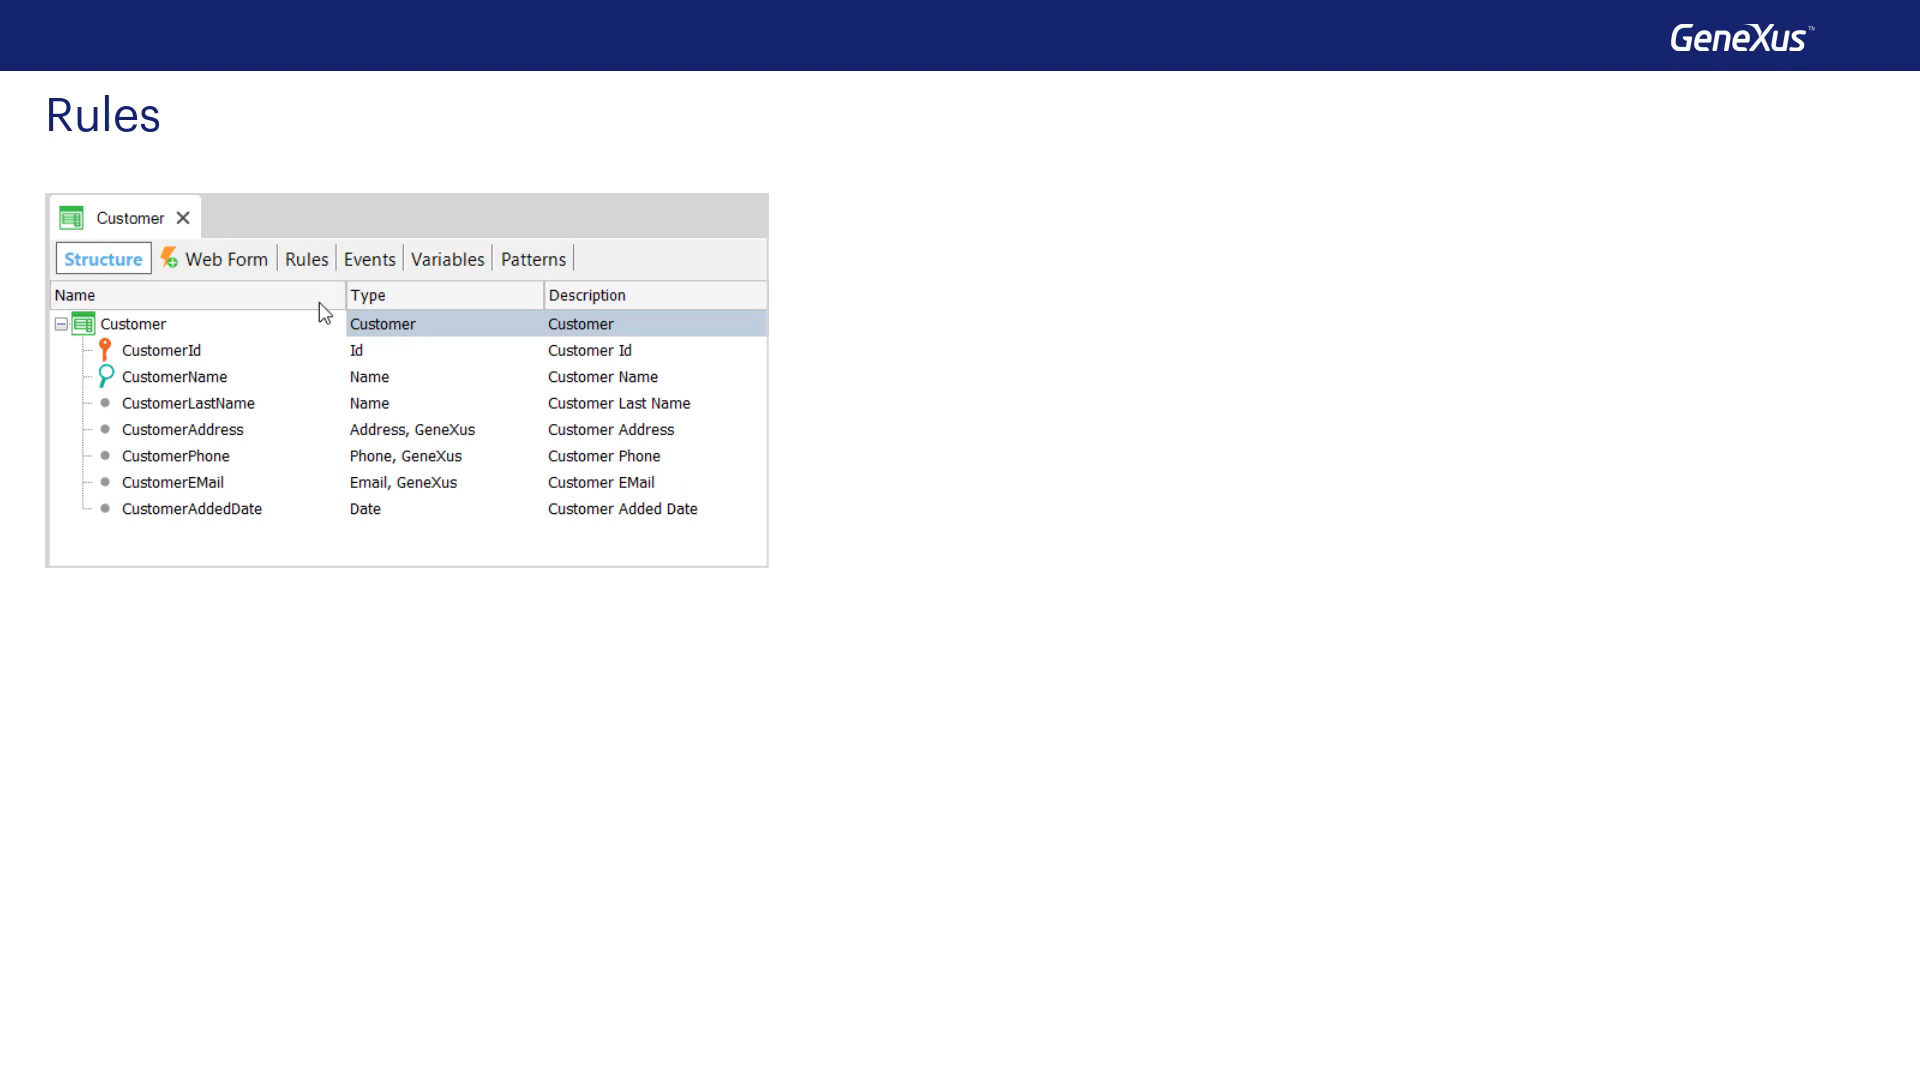 GeneXus™
Rules
Customer
Structure Web Form Rules Events Variables Patterns
Name Type Description
Customer Customer Customer
CustomerId Id Customer Id
CustomerName Name Customer Name
CustomerLastName Name Customer Last Name
CustomerAddress Address, GeneXus Customer Address
CustomerPhone Phone, GeneXus Customer Phone
CustomerEMail Email, GeneXus Customer EMail
CustomerAddedDate Date Customer Added Date